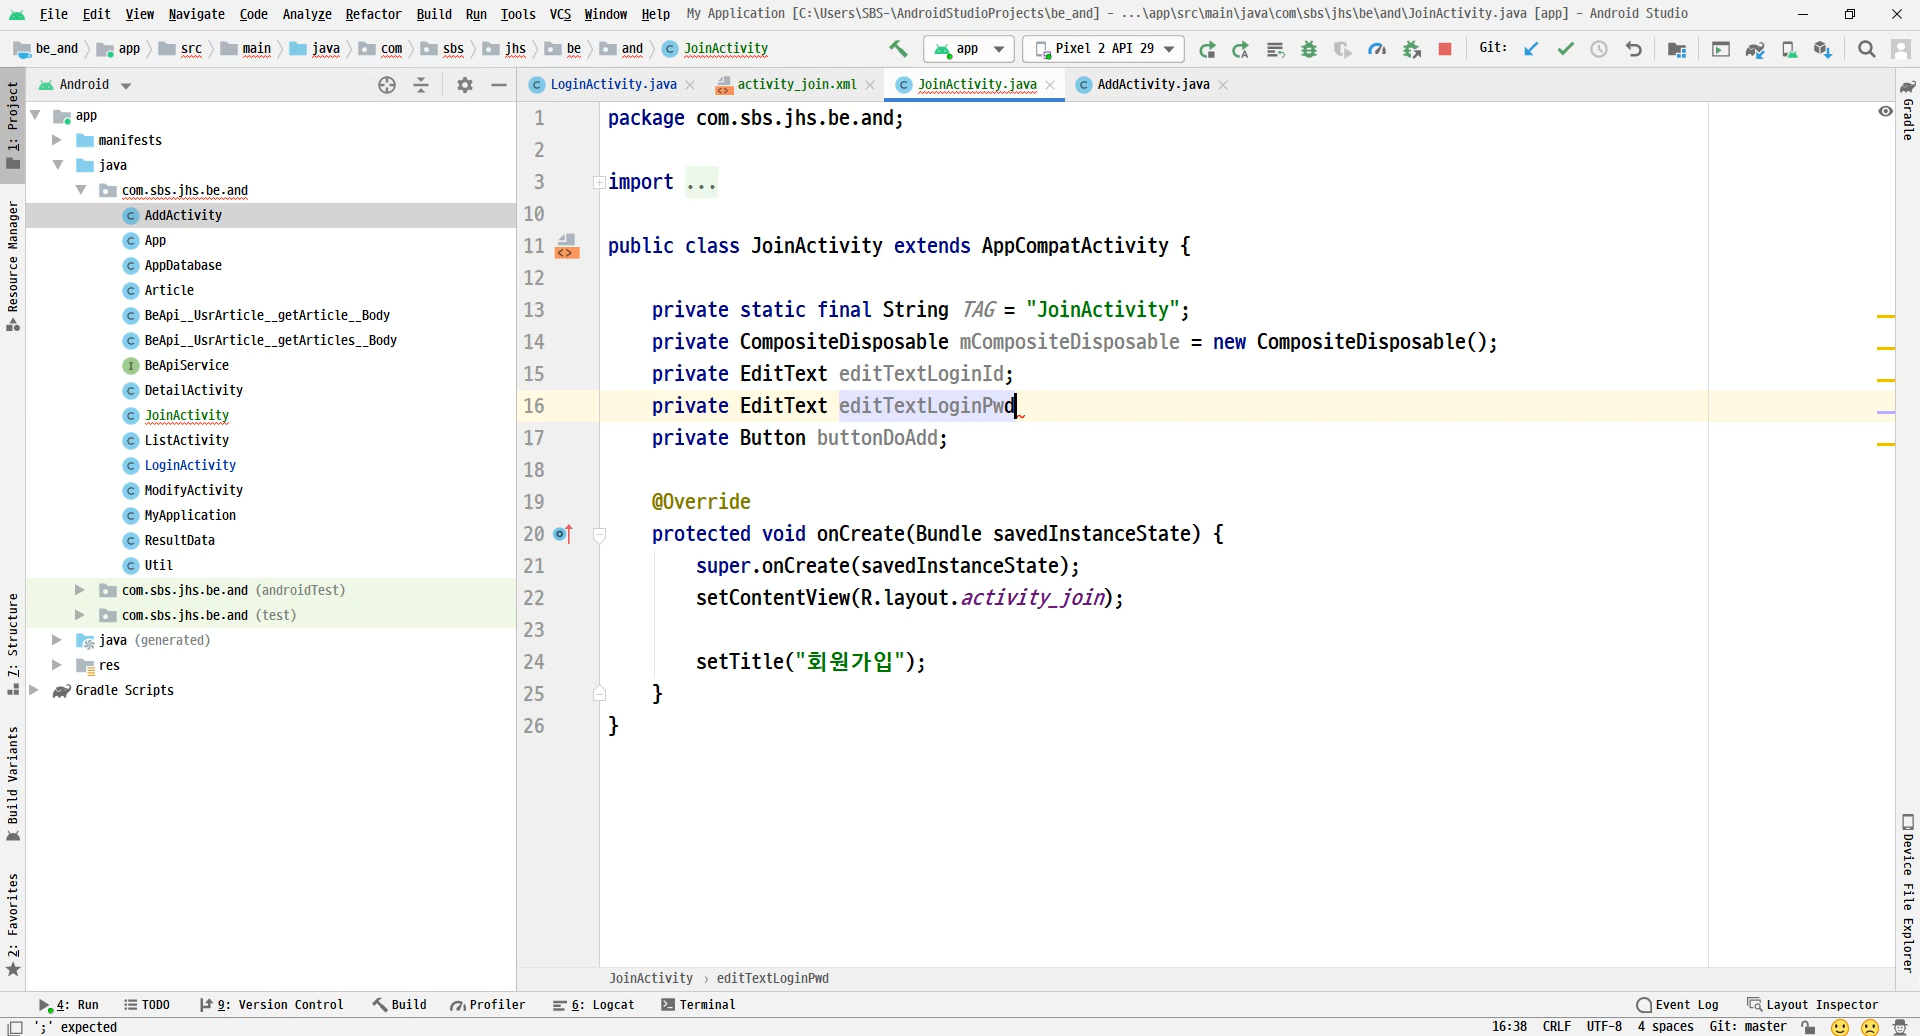 File Edit View Navigate Code Analyze Refactor Build Run Tools VCS Window Help My Application [C:\Users\SBS-\AndroidStudioProjects\be_and] - ...\app\src\main\java\com\sbs\jhs\be\and\JoinActivity.java [app] - Android Studio
be_and app src main java com sbs jhs be and JoinActivity app Pixel 2 API 29 Git:
Android
LoginActivity.java activity_join.xml JoinActivity.java AddActivity.java
1: Project
Resource Manager
7: Structure
Build Variants
2: Favorites
app
manifests
java
com.sbs.jhs.be.and
AddActivity
App
AppDatabase
Article
BeApi__UsrArticle__getArticle__Body
BeApi__UsrArticle__getArticles__Body
BeApiService
DetailActivity
JoinActivity
ListActivity
LoginActivity
ModifyActivity
MyApplication
ResultData
Util
com.sbs.jhs.be.and (androidTest)
com.sbs.jhs.be.and (test)
java (generated)
res
Gradle Scripts
1 package com.sbs.jhs.be.and;
2
3 import ...
10
11 public class JoinActivity extends AppCompatActivity {
12
13 private static final String TAG = "JoinActivity";
14 private CompositeDisposable mCompositeDisposable = new CompositeDisposable();
15 private EditText editTextLoginId;
16 private EditText editTextLoginPwd
17 private Button buttonDoAdd;
18
19 @Override
20 protected void onCreate(Bundle savedInstanceState) {
21 super.onCreate(savedInstanceState);
22 setContentView(R.layout.activity_join);
23
24 setTitle("회원가입");
25 }
26 }
Gradle
Device File Explorer
JoinActivity › editTextLoginPwd
4: Run TODO 9: Version Control Build Profiler 6: Logcat Terminal Event Log Layout Inspector
';' expected 16:38 CRLF UTF-8 4 spaces Git: master